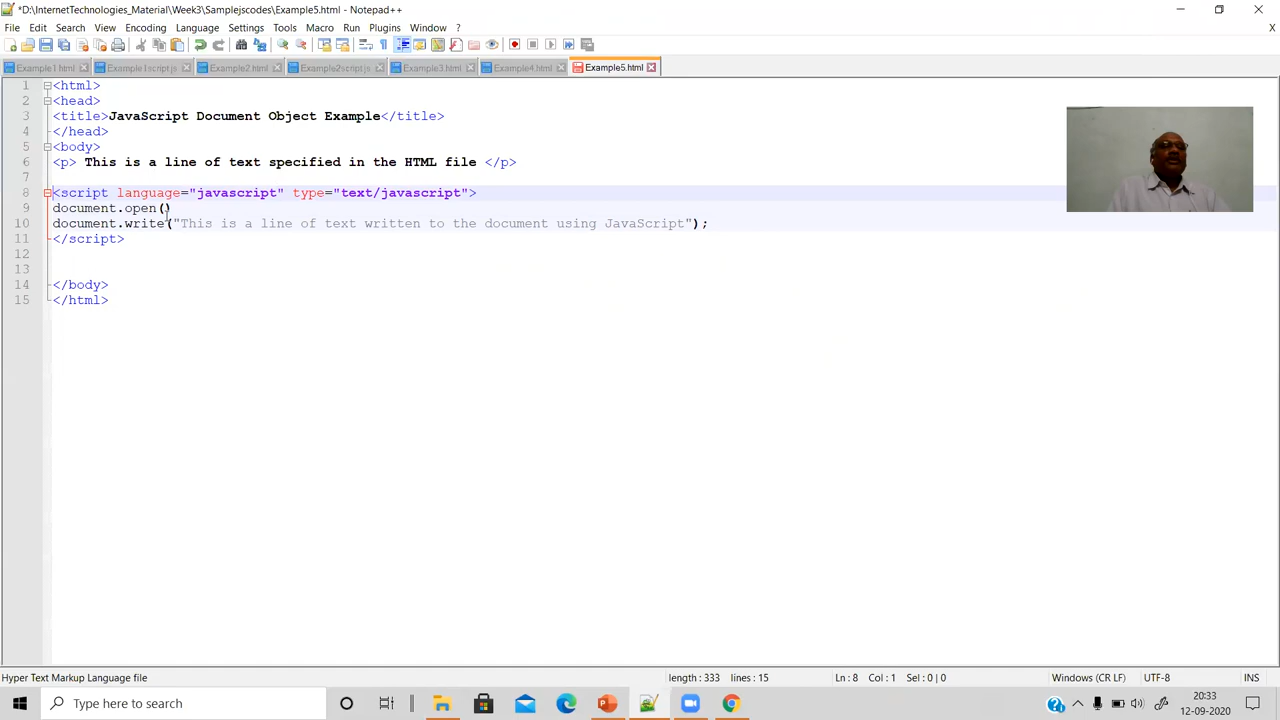 *D:\InternetTechnologies_Material\Week3\Samplejscodes\Example5.html - Notepad++
File Edit Search View Encoding Language Settings Tools Macro Run Plugins Window ? X
Example1.html Example1script.js Example2.html Example2script.js Example3.html Example4.html Example5.html
1 <html>
2 <head>
3 <title>JavaScript Document Object Example</title>
4 </head>
5 <body>
6 <p> This is a line of text specified in the HTML file </p>
7
8 <script language="javascript" type="text/javascript">
9 document.open()
10 document.write("This is a line of text written to the document using JavaScript");
11 </script>
12
13
14 </body>
15 </html>
Hyper Text Markup Language file length : 333 lines : 15 Ln : 8 Col : 1 Sel : 0 | 0 Windows (CR LF) UTF-8 INS
Type here to search
20:33
12-09-2020